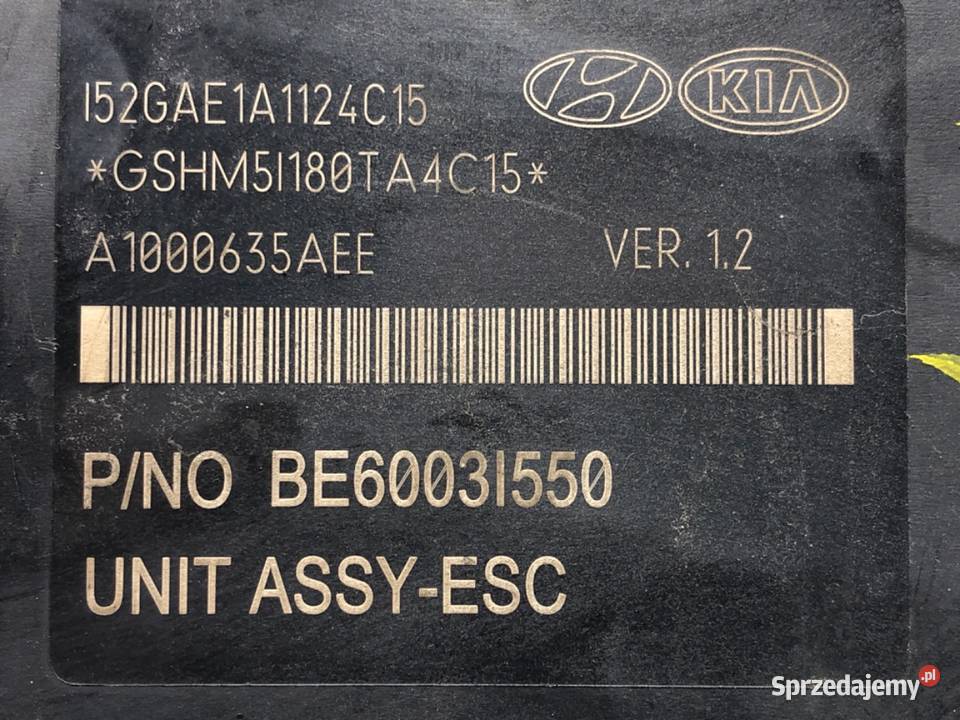 I52GAE1A1124C15
KIA
*GSHM5I180TA4C15*
A1000635AEE VER. 1.2
P/NO BE6003I550
UNIT ASSY-ESC
Sprzedajemy.pl